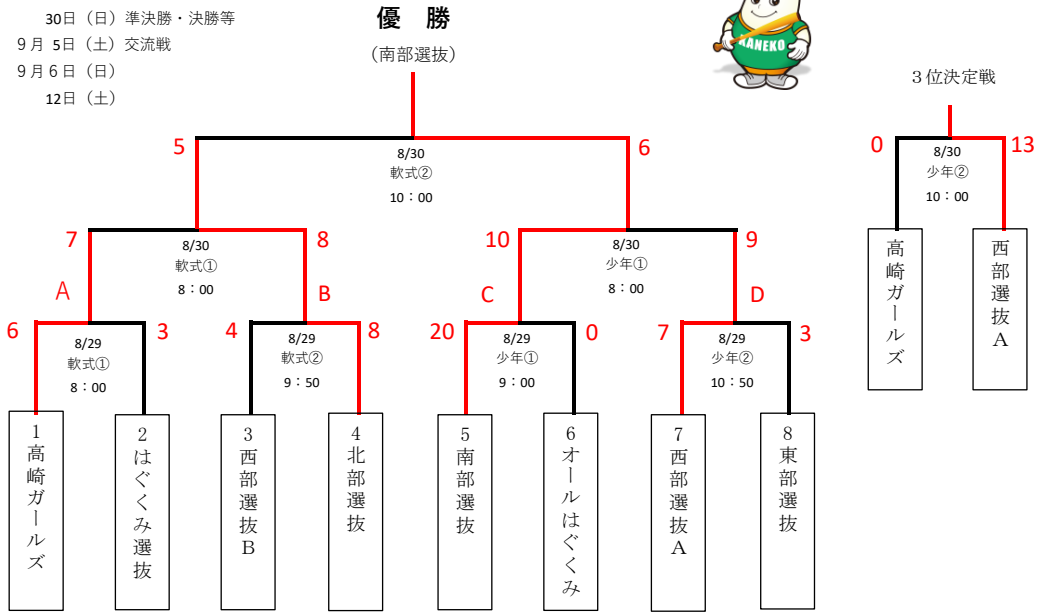 30日（日）準決勝・決勝等
9月 5日（土）交流戦
9月6日（日）
12日（土）
優 勝
（南部選抜）
KANEKO
3位決定戦
5
8/30
軟式②
10：00
6
0
8/30
少年②
10：00
13
高崎ガールズ
西部選抜A
7
8/30
軟式①
8：00
8
10
8/30
少年①
8：00
9
A
B
C
D
6
8/29
軟式①
8：00
3
4
8/29
軟式②
9：50
8
20
8/29
少年①
9：00
0
7
8/29
少年②
10：50
3
1高崎ガールズ
2はぐくみ選抜
3西部選抜B
4北部選抜
5南部選抜
6オールはぐくみ
7西部選抜A
8東部選抜